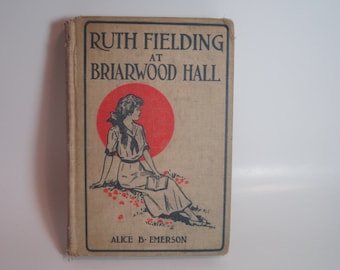 RUTH FIELDING
AT
BRIARWOOD HALL
ALICE B. EMERSON